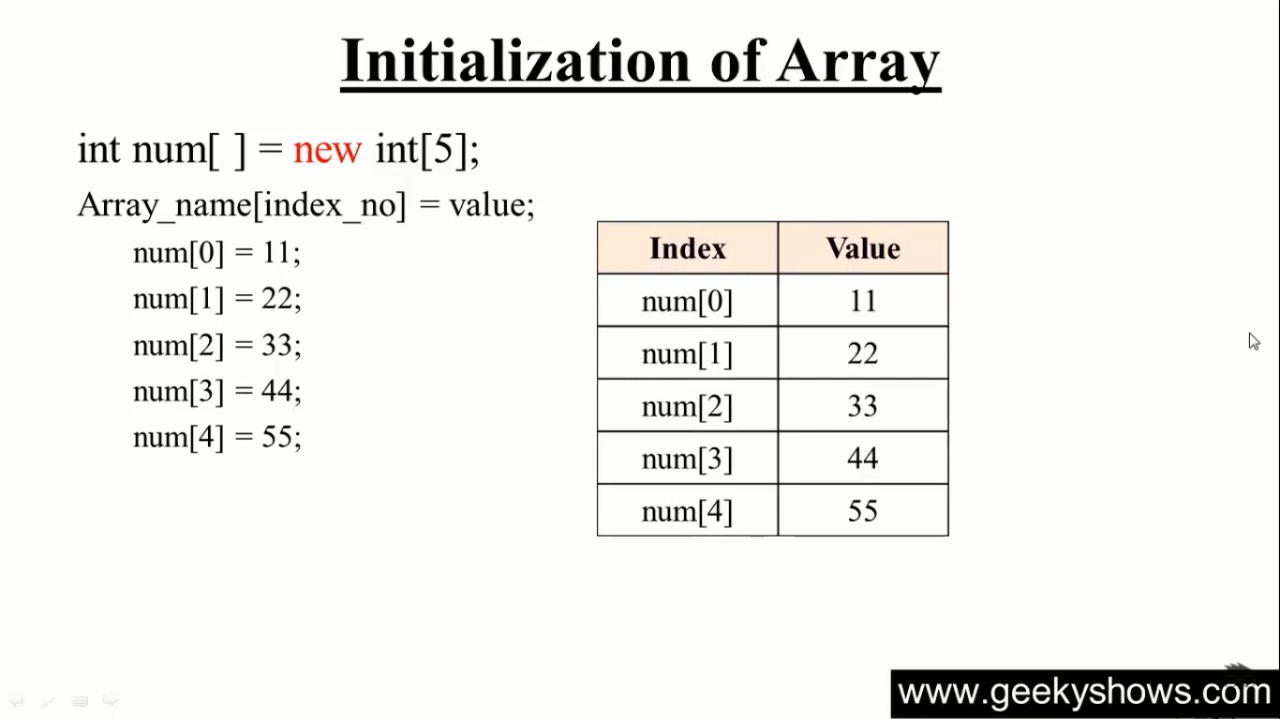 Initialization of Array
int num[ ] = new int[5];
Array_name[index_no] = value;
num[0] = 11;
num[1] = 22;
num[2] = 33;
num[3] = 44;
num[4] = 55;
Index Value
num[0] 11
num[1] 22
num[2] 33
num[3] 44
num[4] 55
www.geekyshows.com